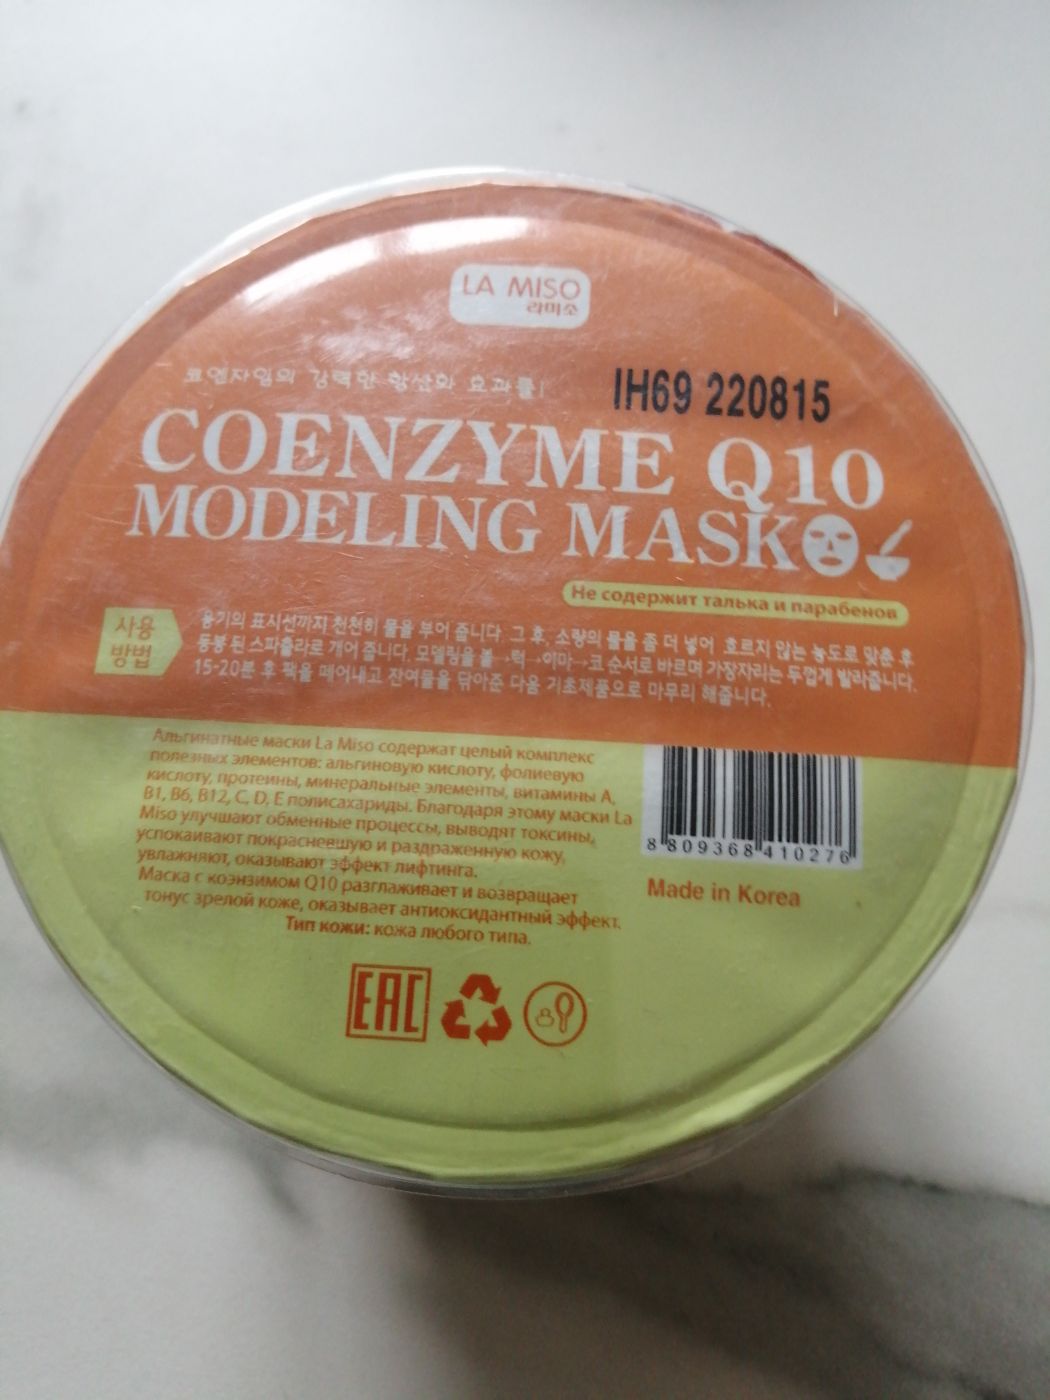 LA MISO
라미소
코엔자임의 강력한 항산화 효과를!
IH69 220815
COENZYME Q10
MODELING MASK
Не содержит талька и парабенов
사용
방법
용기의 표시선까지 천천히 물을 부어 줍니다. 그 후, 소량의 물을 좀 더 넣어 흐르지 않는 농도로 맞춘 후
동봉 된 스파츌라로 개어 줍니다. 모델링을 볼→턱→이마→코 순서로 바르며 가장자리는 두껍게 발라줍니다.
15-20분 후 팩을 떼어내고 잔여물을 닦아준 다음 기초제품으로 마무리 해줍니다.
Альгинатные маски La Miso содержат целый комплекс
полезных элементов: альгиновую кислоту, фолиевую
кислоту, протеины, минеральные элементы, витамины A,
B1, B6, B12, C, D, E полисахариды. Благодаря этому маски La
Miso улучшают обменные процессы, выводят токсины,
успокаивают покрасневшую и раздраженную кожу,
увлажняют, оказывают эффект лифтинга.
Маска с коэнзимом Q10 разглаживает и возвращает
тонус зрелой коже, оказывает антиоксидантный эффект.
Тип кожи: кожа любого типа.
8 809368 410276
Made in Korea
EAC